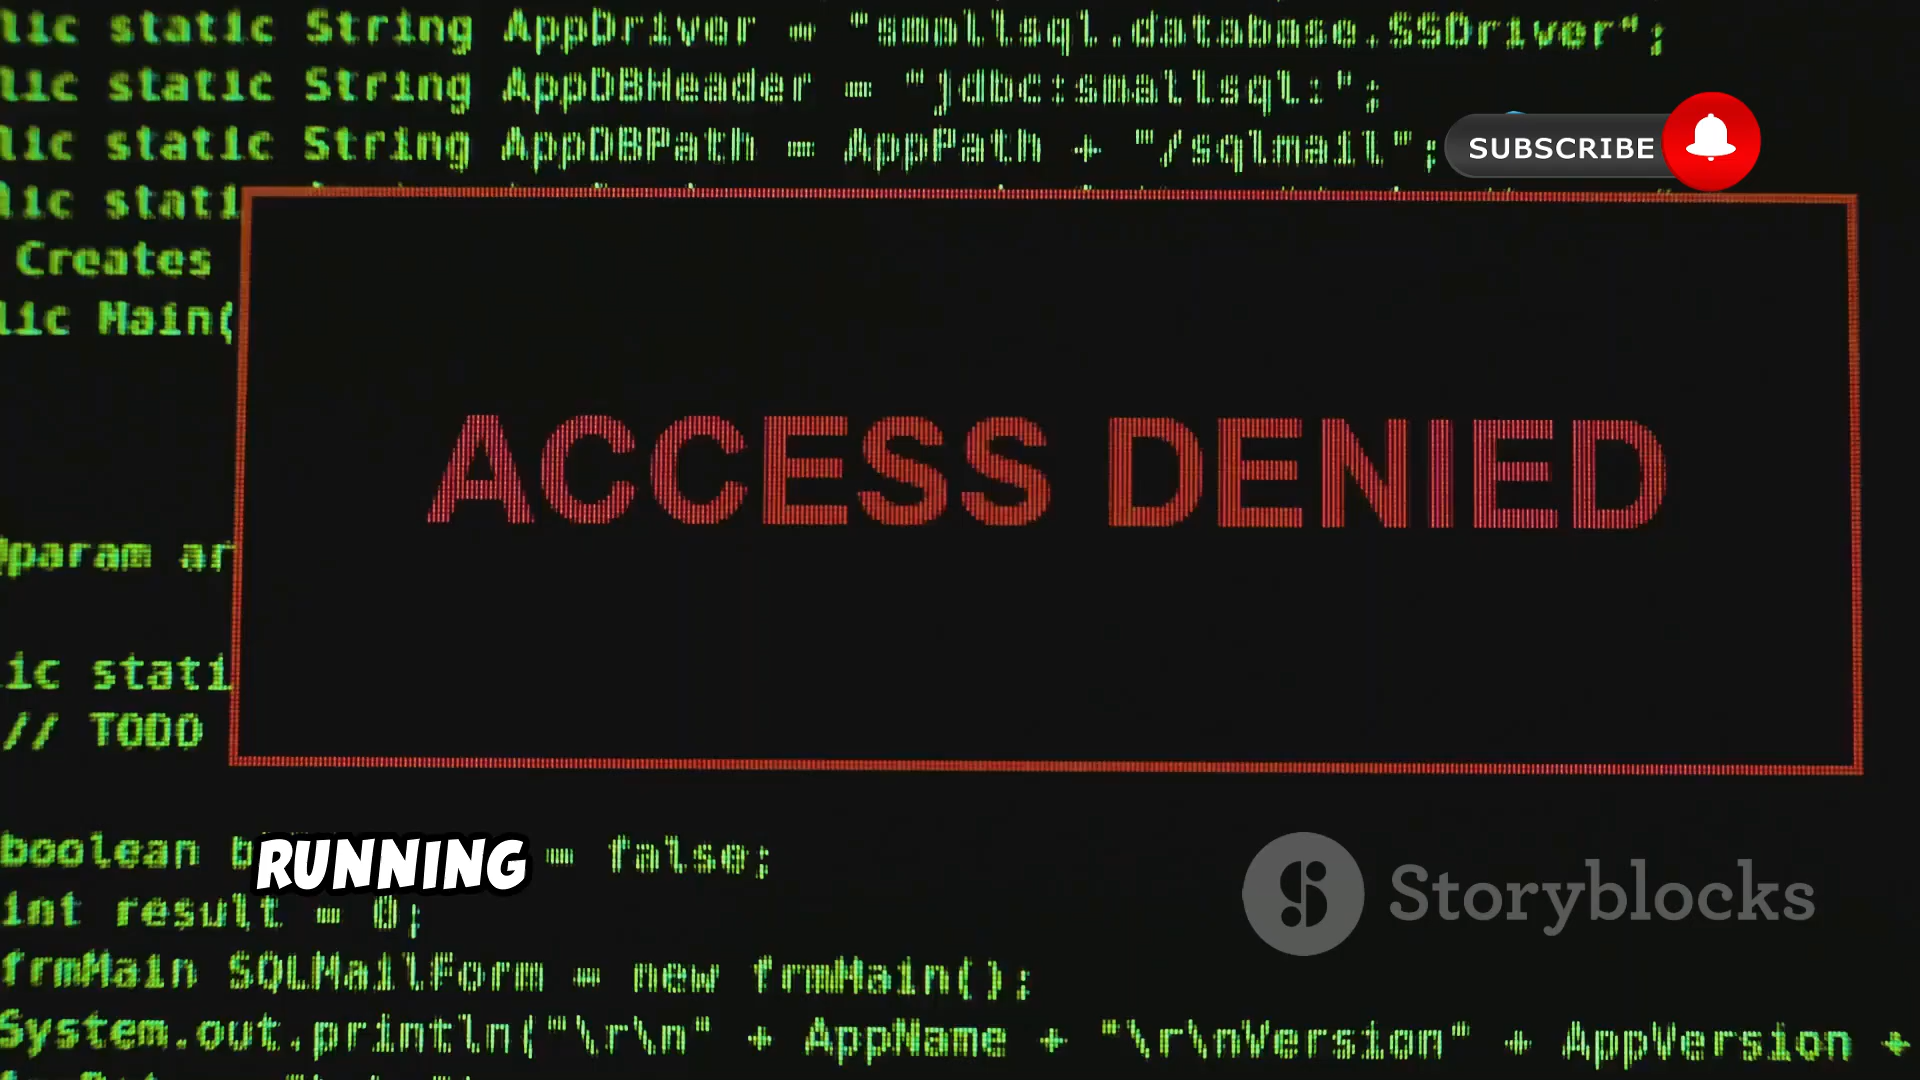 lic static String AppDriver = "smallsql.database.SSDriver";
lic static String AppDBHeader = "jdbc:smallsql:";
lic static String AppDBPath = AppPath + "/sqlmail";
SUBSCRIBE
lic stati
Creates
lic Main(
ACCESS DENIED
@param ar
ic stati
// TODO
boolean b = false;
RUNNING
int result = 0;
Storyblocks
frmMain SQLMailForm = new frmMain();
System.out.println("\r\n" + AppName + "\r\nVersion" + AppVersion +